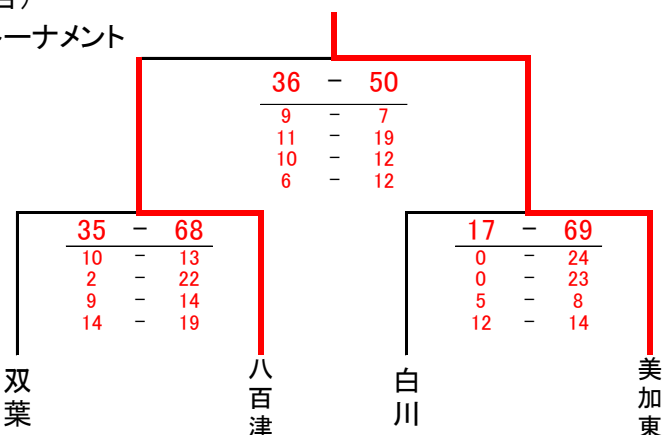 ーナメント
36 － 50
9 － 7
11 － 19
10 － 12
6 － 12
35 － 68
10 － 13
2 － 22
9 － 14
14 － 19
17 － 69
0 － 24
0 － 23
5 － 8
12 － 14
双葉
八百津
白川
美加東